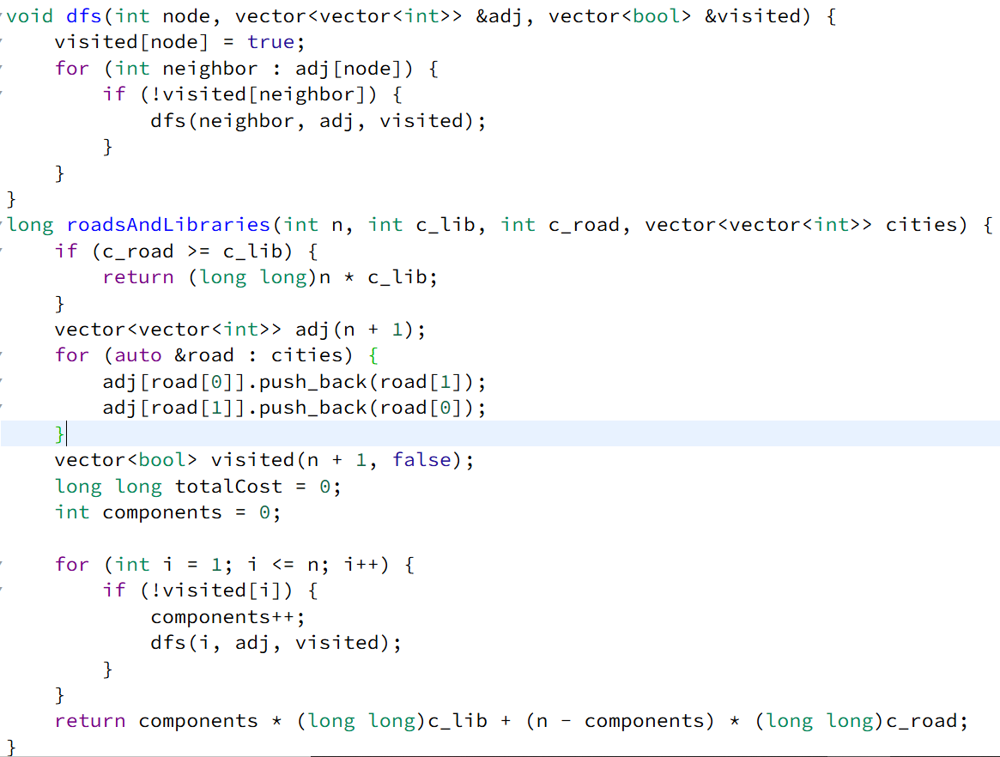 void dfs(int node, vector<vector<int>> &adj, vector<bool> &visited) {
    visited[node] = true;
    for (int neighbor : adj[node]) {
        if (!visited[neighbor]) {
            dfs(neighbor, adj, visited);
        }
    }
}
long roadsAndLibraries(int n, int c_lib, int c_road, vector<vector<int>> cities) {
    if (c_road >= c_lib) {
        return (long long)n * c_lib;
    }
    vector<vector<int>> adj(n + 1);
    for (auto &road : cities) {
        adj[road[0]].push_back(road[1]);
        adj[road[1]].push_back(road[0]);
    }
    vector<bool> visited(n + 1, false);
    long long totalCost = 0;
    int components = 0;

    for (int i = 1; i <= n; i++) {
        if (!visited[i]) {
            components++;
            dfs(i, adj, visited);
        }
    }
    return components * (long long)c_lib + (n - components) * (long long)c_road;
}